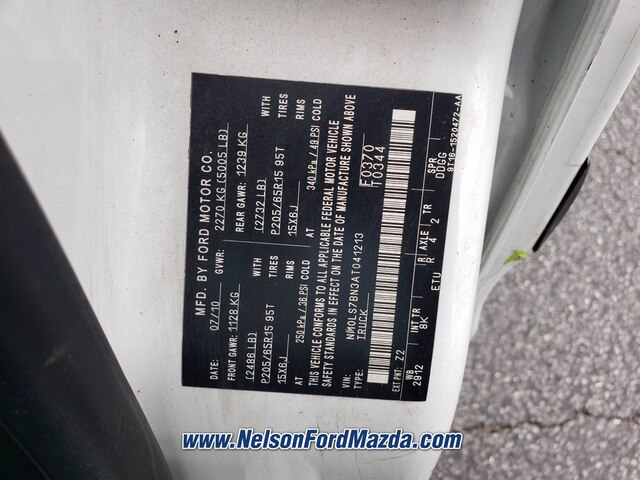 MFD. BY FORD MOTOR CO.
DATE: 07/10 GVWR: 2270 KG (5005 LB)
FRONT GAWR: 1128 KG REAR GAWR: 1239 KG
(2486 LB) WITH (2732 LB) WITH
P205/65R15 95T TIRES P205/65R15 95T TIRES
15X6J RIMS 15X6J RIMS
AT 250 kPa / 36 PSI COLD AT 340 kPa / 49 PSI COLD
THIS VEHICLE CONFORMS TO ALL APPLICABLE FEDERAL MOTOR VEHICLE
SAFETY STANDARDS IN EFFECT ON THE DATE OF MANUFACTURE SHOWN ABOVE
VIN: NM0LS7BN3AT041213 F0370
TYPE: TRUCK T0344
EXT PNT: Z2
WB INT TR R AXLE TR SPR
2912 8K ETU R 4 2 DDGG
9T16-1520472-AA
www.NelsonFordMazda.com